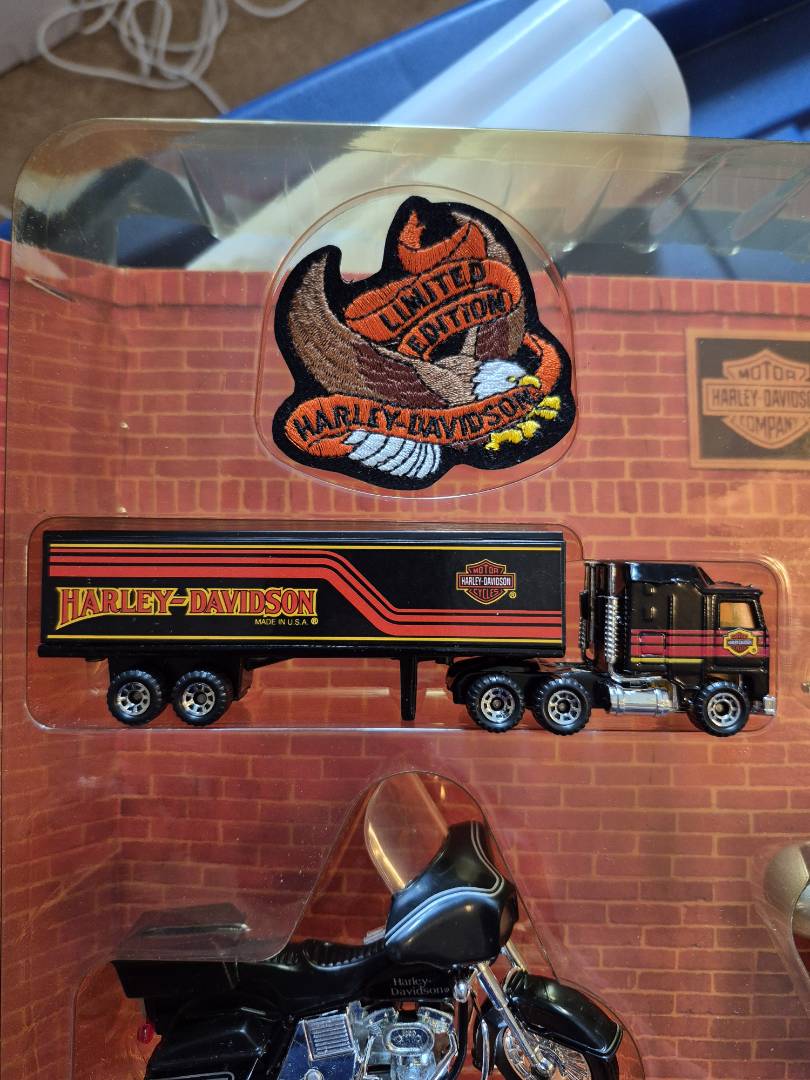 LIMITED
EDITION
HARLEY-DAVIDSON
MOTOR
HARLEY-DAVIDSON
COMPANY
HARLEY-DAVIDSON
MADE IN U.S.A. ®
MOTOR
HARLEY-DAVIDSON
CYCLES
®
Harley-
Davidson®